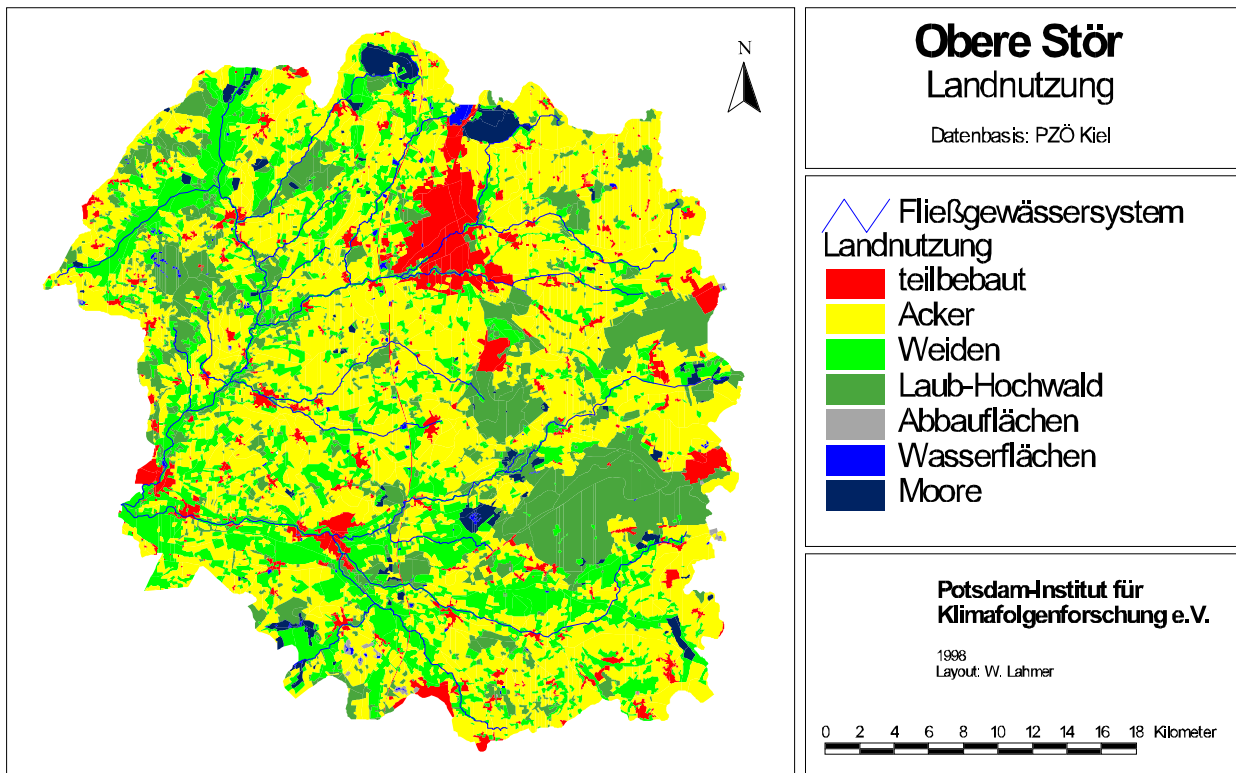 N
Obere Stör
Landnutzung
Datenbasis: PZÖ Kiel
Fließgewässersystem
Landnutzung
teilbebaut
Acker
Weiden
Laub-Hochwald
Abbauflächen
Wasserflächen
Moore
Potsdam-Institut für
Klimafolgenforschung e.V.
1998
Layout: W. Lahmer
0 2 4 6 8 10 12 14 16 18 Kilometer